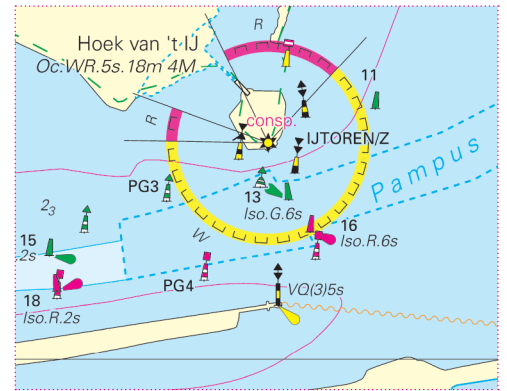 Hoek van 't IJ
Oc.WR.5s.18m 4M
R
11
consp.
R
IJTOREN/Z
Pampus
PG3
13
Iso.G.6s
2₃
16
Iso.R.6s
W
15
.2s
PG4
VQ(3)5s
18
Iso.R.2s